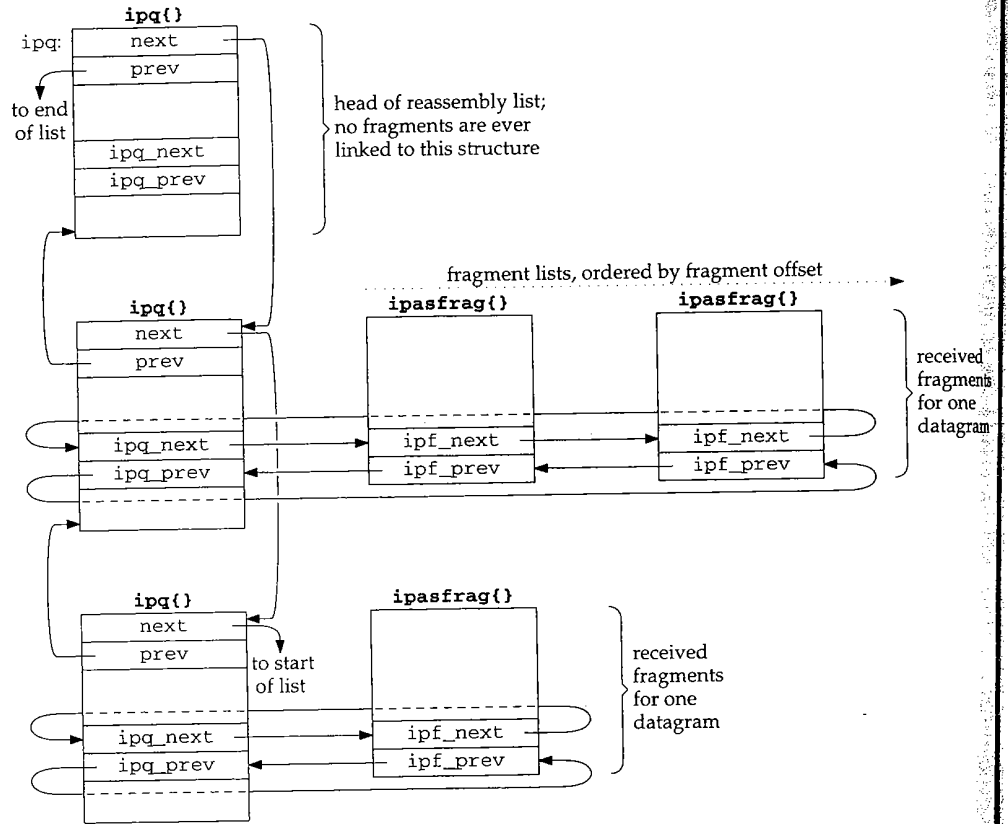 ipq{}
ipq:
next
prev
to end
of list
ipq_next
ipq_prev
head of reassembly list;
no fragments are ever
linked to this structure
fragment lists, ordered by fragment offset
ipq{}
next
prev
ipq_next
ipq_prev
ipasfrag{}
ipf_next
ipf_prev
ipasfrag{}
ipf_next
ipf_prev
received
fragments
for one
datagram
ipq{}
next
prev
to start
of list
ipq_next
ipq_prev
ipasfrag{}
ipf_next
ipf_prev
received
fragments
for one
datagram